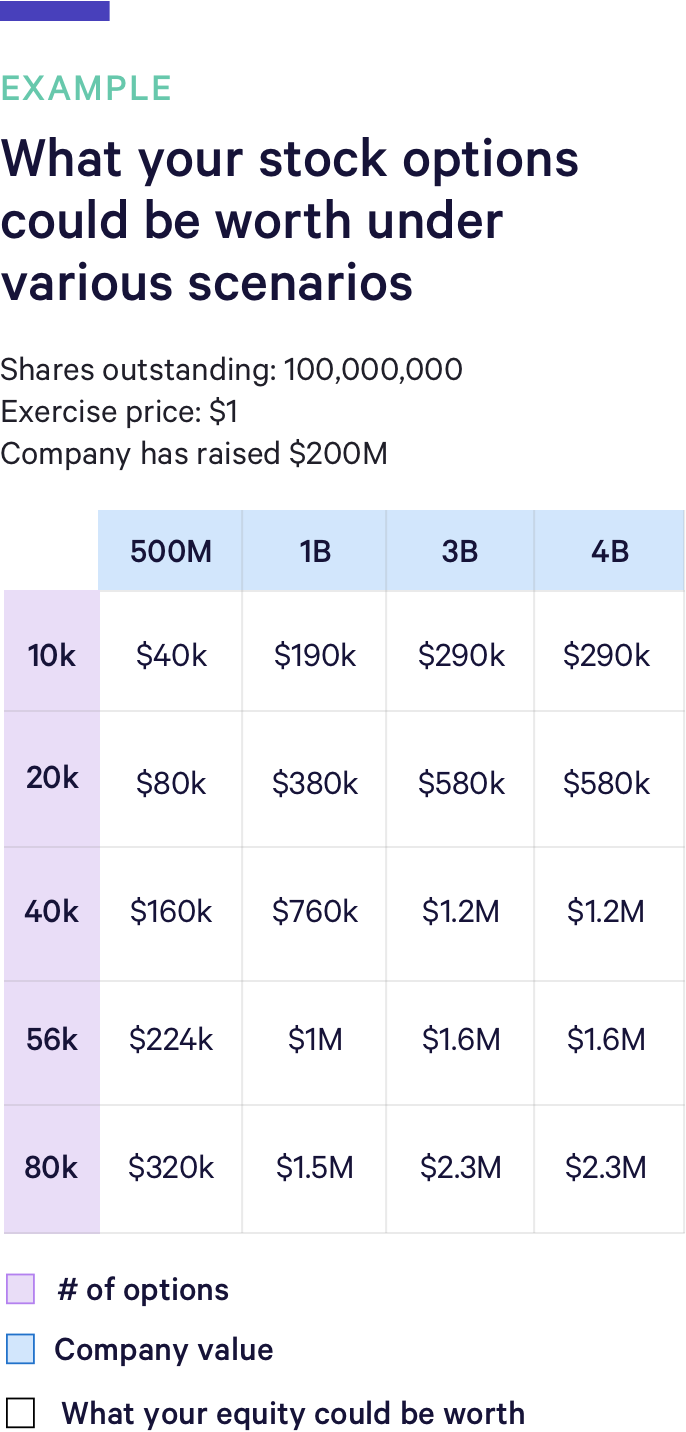 EXAMPLE
What your stock options
could be worth under
various scenarios
Shares outstanding: 100,000,000
Exercise price: $1
Company has raised $200M
500M 1B 3B 4B
10k $40k $190k $290k $290k
20k $80k $380k $580k $580k
40k $160k $760k $1.2M $1.2M
56k $224k $1M $1.6M $1.6M
80k $320k $1.5M $2.3M $2.3M
# of options
Company value
What your equity could be worth